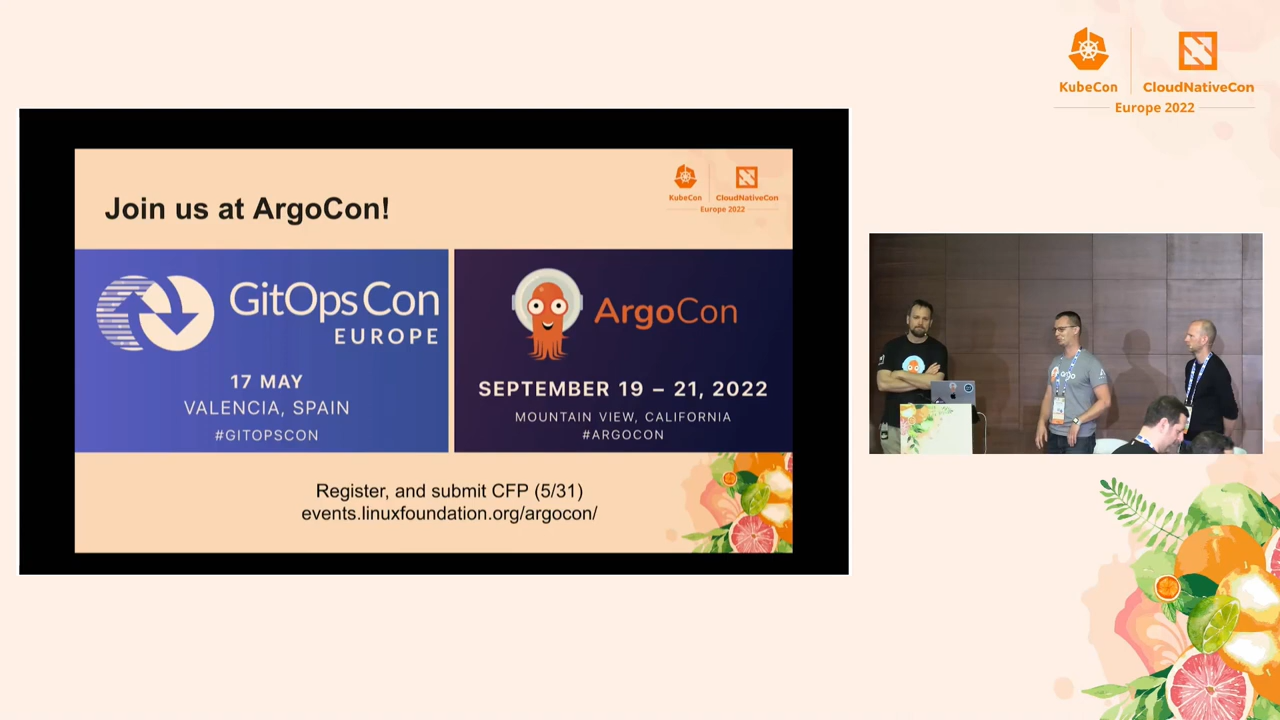 KubeCon
CloudNativeCon
Europe 2022
Join us at ArgoCon!
KubeCon
CloudNativeCon
Europe 2022
GitOpsCon
EUROPE
17 MAY
VALENCIA, SPAIN
#GITOPSCON
ArgoCon
SEPTEMBER 19 – 21, 2022
MOUNTAIN VIEW, CALIFORNIA
#ARGOCON
Register, and submit CFP (5/31)
events.linuxfoundation.org/argocon/
argo